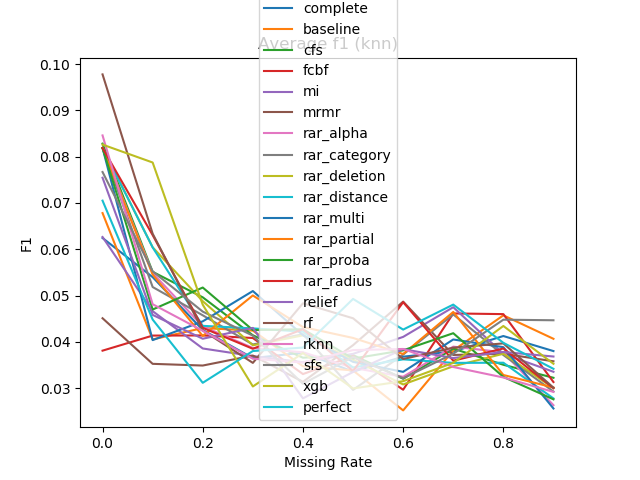 Average f1 (knn)
complete
baseline
cfs
fcbf
mi
mrmr
rar_alpha
rar_category
rar_deletion
rar_distance
rar_multi
rar_partial
rar_proba
rar_radius
relief
rf
rknn
sfs
xgb
perfect
F1
0.10
0.09
0.08
0.07
0.06
0.05
0.04
0.03
0.0 0.2 0.4 0.6 0.8
Missing Rate